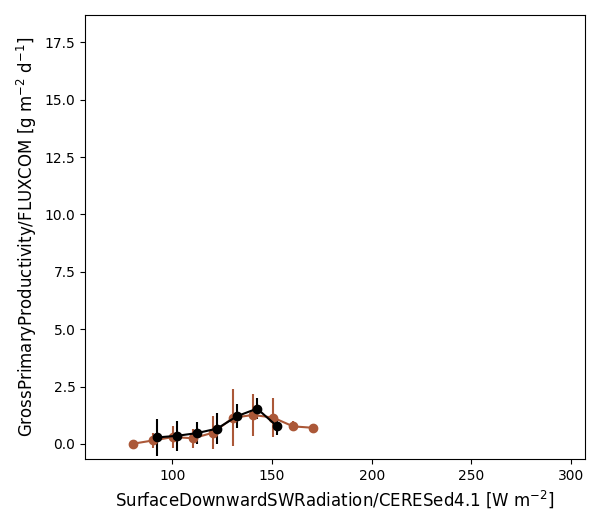 GrossPrimaryProductivity/FLUXCOM [g m⁻² d⁻¹]
17.5
15.0
12.5
10.0
7.5
5.0
2.5
0.0
100 150 200 250 300
SurfaceDownwardSWRadiation/CERESed4.1 [W m⁻²]